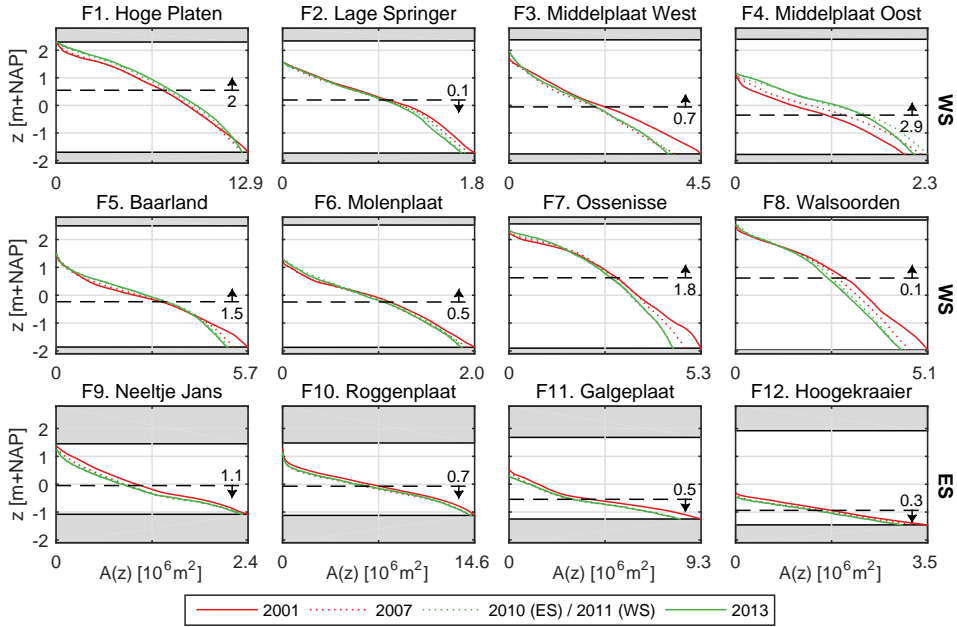 F1. Hoge Platen
F2. Lage Springer
F3. Middelplaat West
F4. Middelplaat Oost
z [m+NAP]
2
1
0
-1
-2
2
0.1
0.7
2.9
WS
0
12.9
0
1.8
0
4.5
0
2.3
F5. Baarland
F6. Molenplaat
F7. Ossenisse
F8. Walsoorden
z [m+NAP]
2
1
0
-1
-2
1.5
0.5
1.8
0.1
WS
0
5.7
0
2.0
0
5.3
0
5.1
F9. Neeltje Jans
F10. Roggenplaat
F11. Galgeplaat
F12. Hoogekraaier
z [m+NAP]
2
1
0
-1
-2
1.1
0.7
0.5
0.3
ES
0
A(z) [10⁶m²]
2.4
0
A(z) [10⁶m²]
14.6
0
A(z) [10⁶m²]
9.3
0
A(z) [10⁶m²]
3.5
2001
2007
2010 (ES) / 2011 (WS)
2013